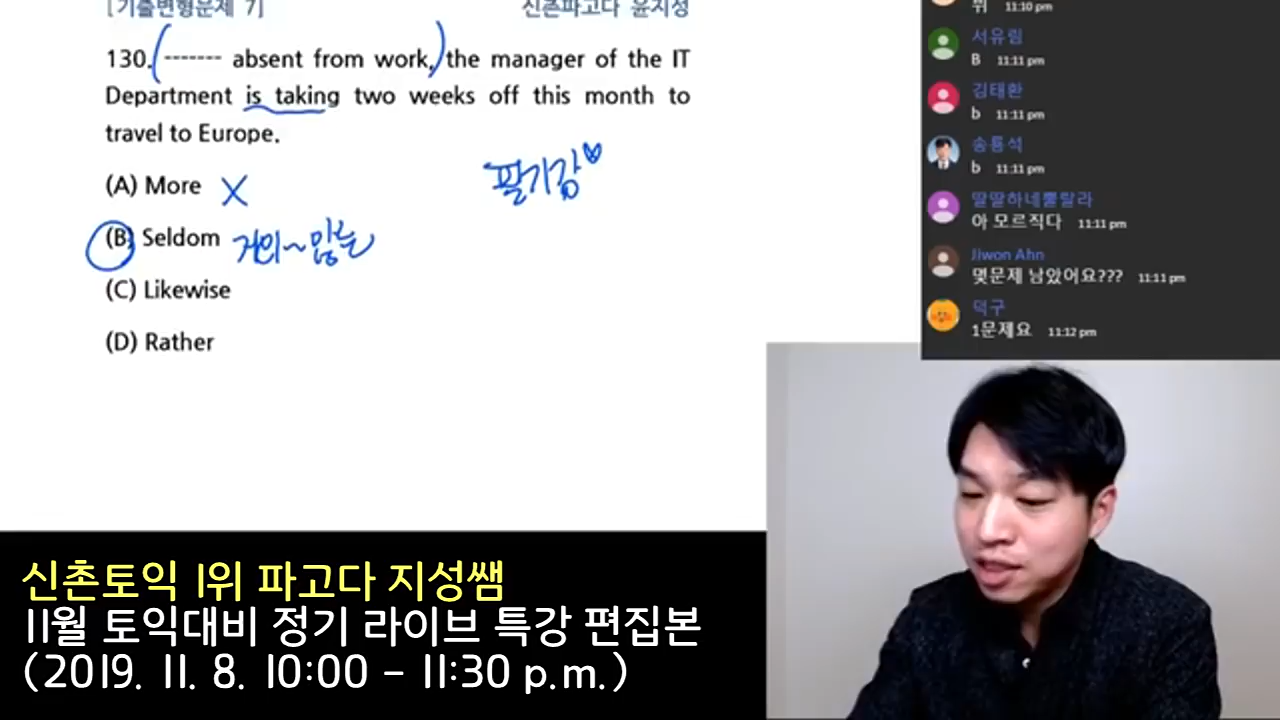 [기출변형문제 7]
신촌파고다 윤지성
130. ------- absent from work, the manager of the IT
Department is taking two weeks off this month to
travel to Europe.
필기감♡
(A) More X
(B) Seldom 거의~않는
(C) Likewise
(D) Rather
뷔 11:10 pm
서유림
B 11:11 pm
김태환
b 11:11 pm
송룡석
b 11:11 pm
딸딸하네뿔탈라
아 모르직다 11:11 pm
Jiwon Ahn
몇문제 남았어요??? 11:11 pm
덕구
1문제요 11:12 pm
신촌토익 1위 파고다 지성쌤
11월 토익대비 정기 라이브 특강 편집본
(2019. 11. 8. 10:00 - 11:30 p.m.)